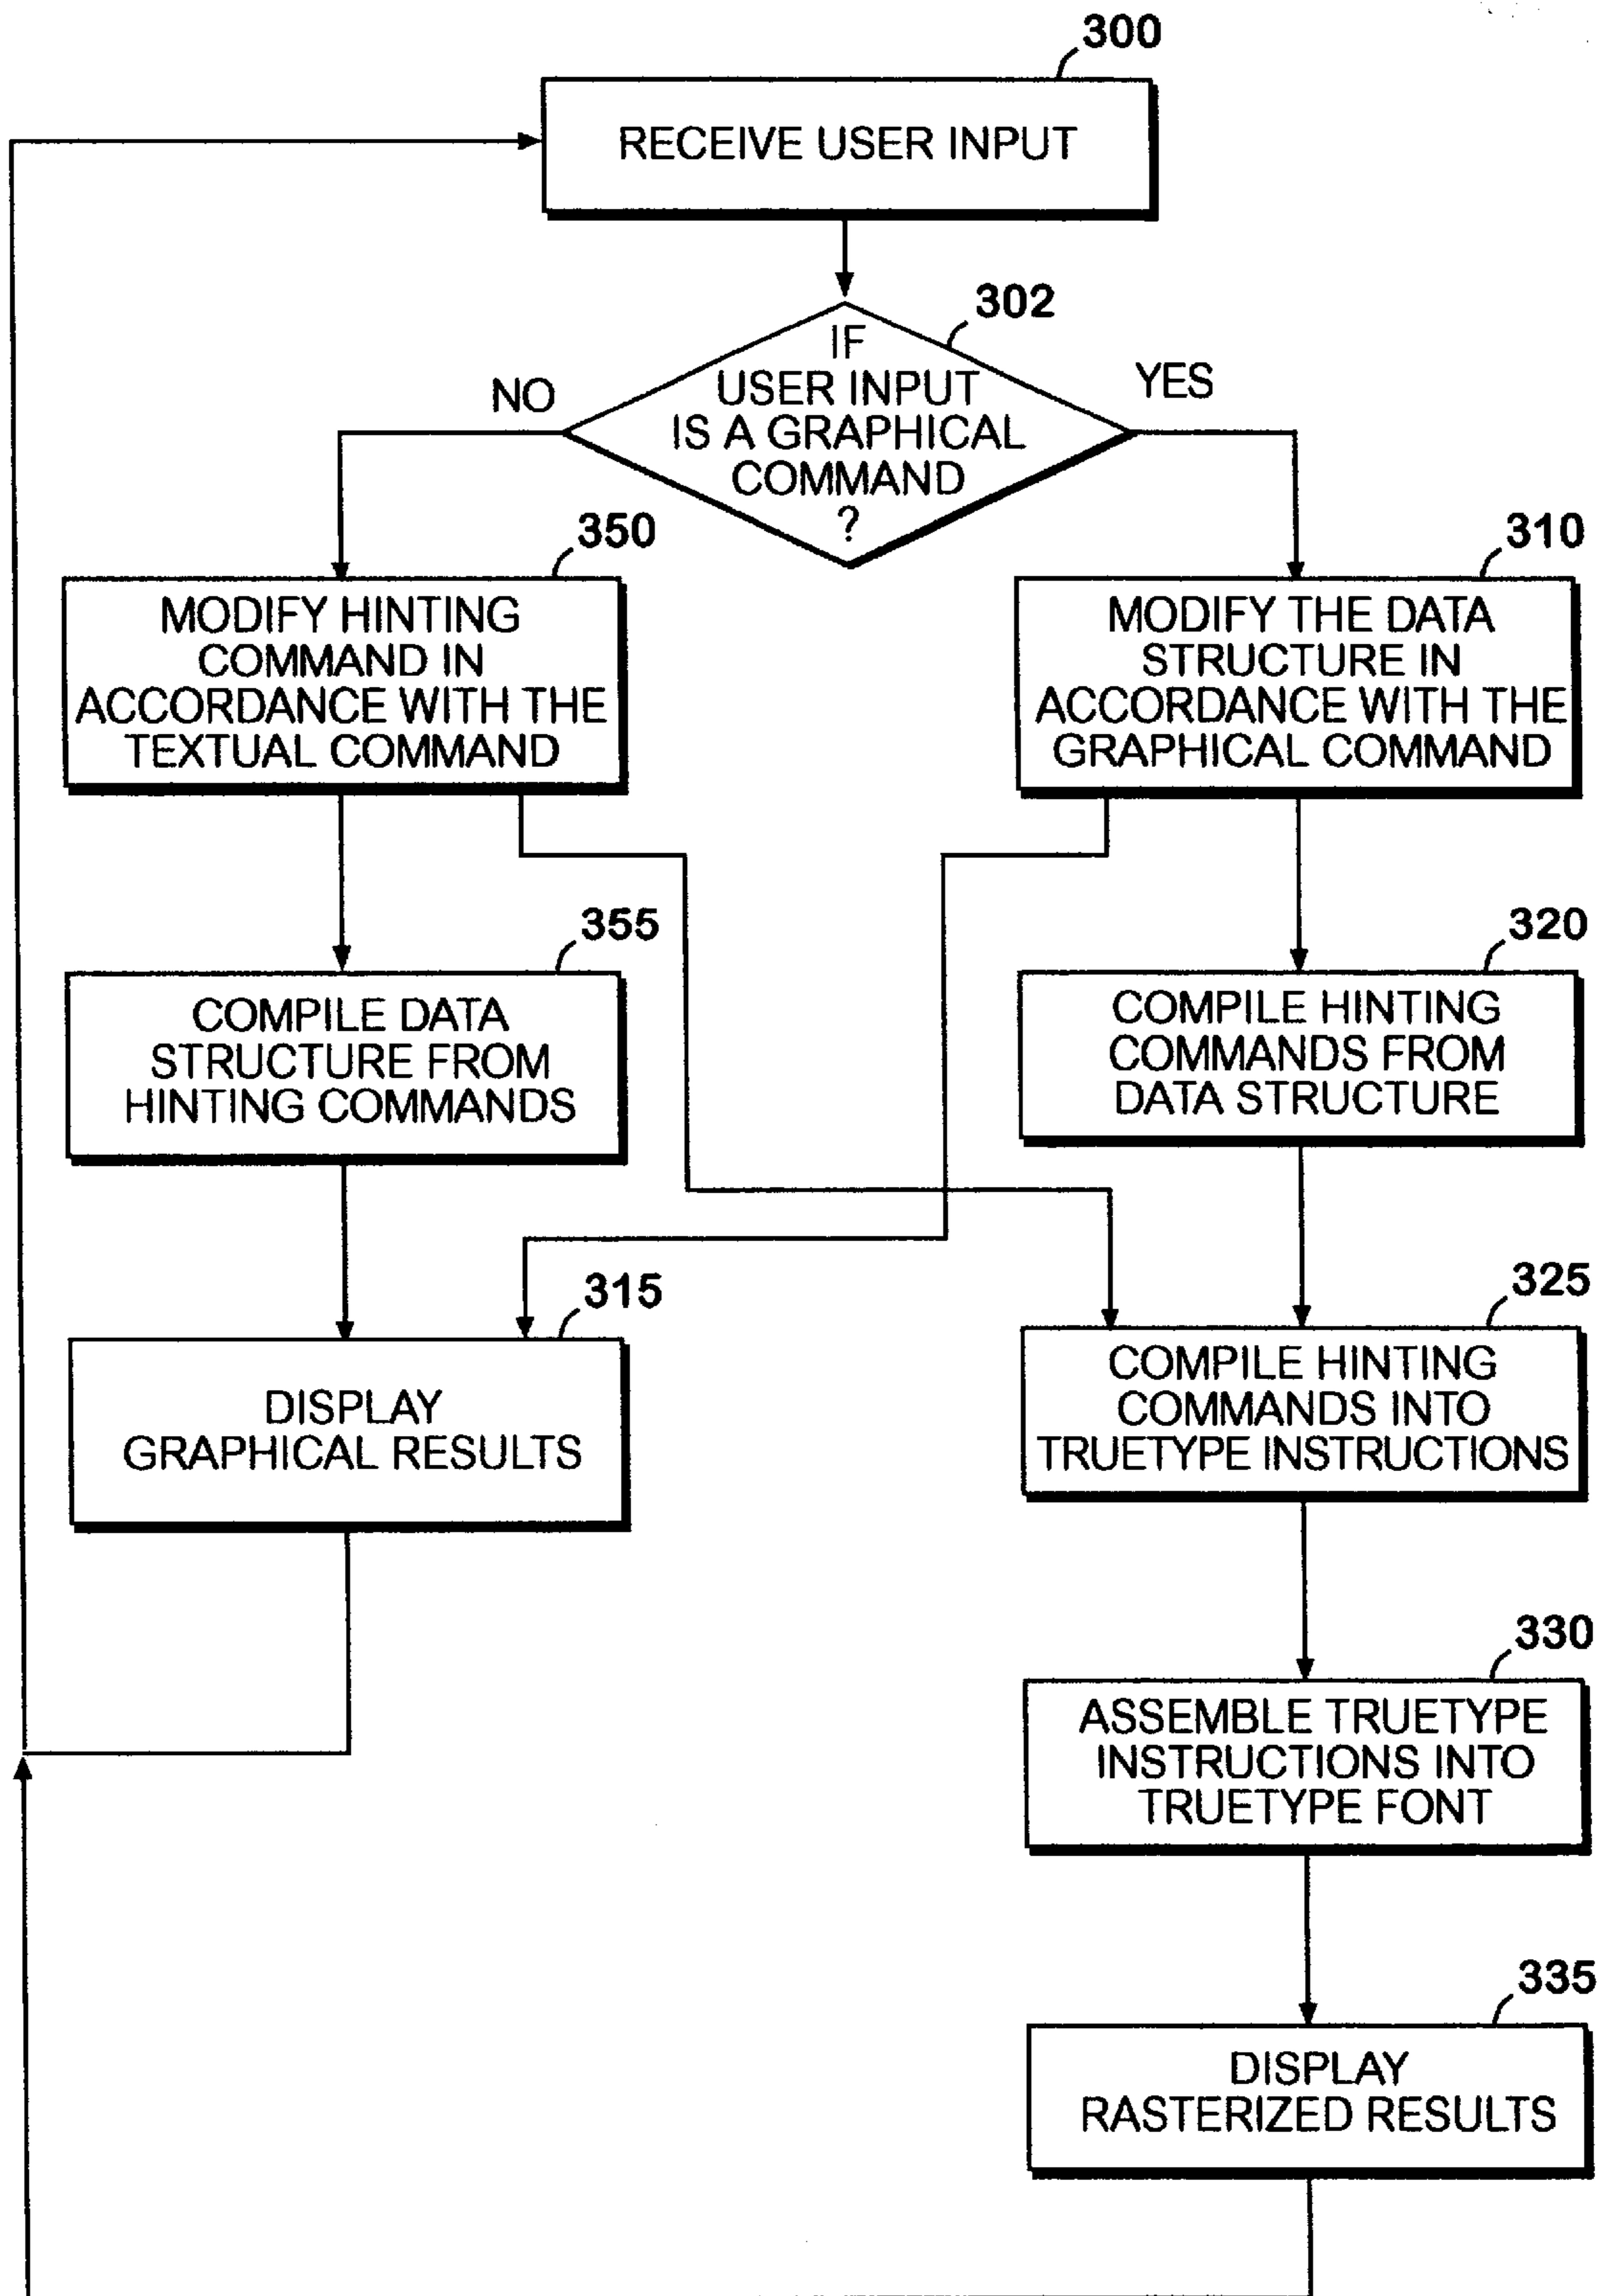 300
RECEIVE USER INPUT
302
IF
USER INPUT
IS A GRAPHICAL
COMMAND
?
NO
YES
350
MODIFY HINTING
COMMAND IN
ACCORDANCE WITH THE
TEXTUAL COMMAND
310
MODIFY THE DATA
STRUCTURE IN
ACCORDANCE WITH THE
GRAPHICAL COMMAND
355
COMPILE DATA
STRUCTURE FROM
HINTING COMMANDS
320
COMPILE HINTING
COMMANDS FROM
DATA STRUCTURE
315
DISPLAY
GRAPHICAL RESULTS
325
COMPILE HINTING
COMMANDS INTO
TRUETYPE INSTRUCTIONS
330
ASSEMBLE TRUETYPE
INSTRUCTIONS INTO
TRUETYPE FONT
335
DISPLAY
RASTERIZED RESULTS